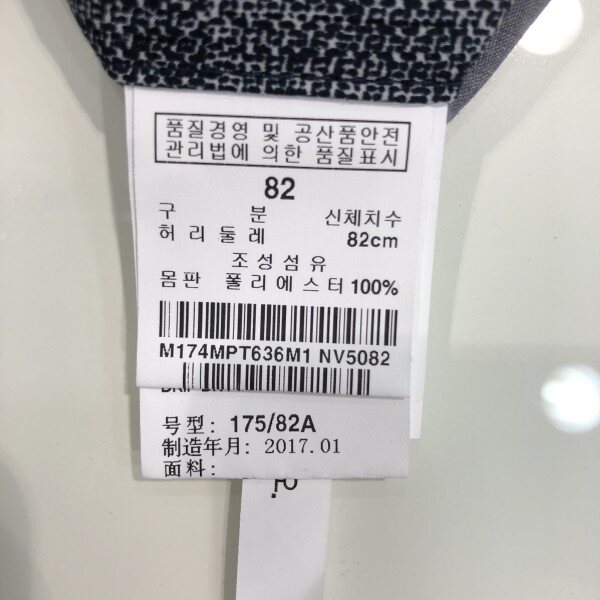 품질경영 및 공산품안전
관리법에 의한 품질표시
82
구 분 신체치수
허리둘레 82cm
조성섬유
몸판 폴리에스터 100%
M174MPT636M1 NV5082
号型: 175/82A
制造年月: 2017.01
面料: